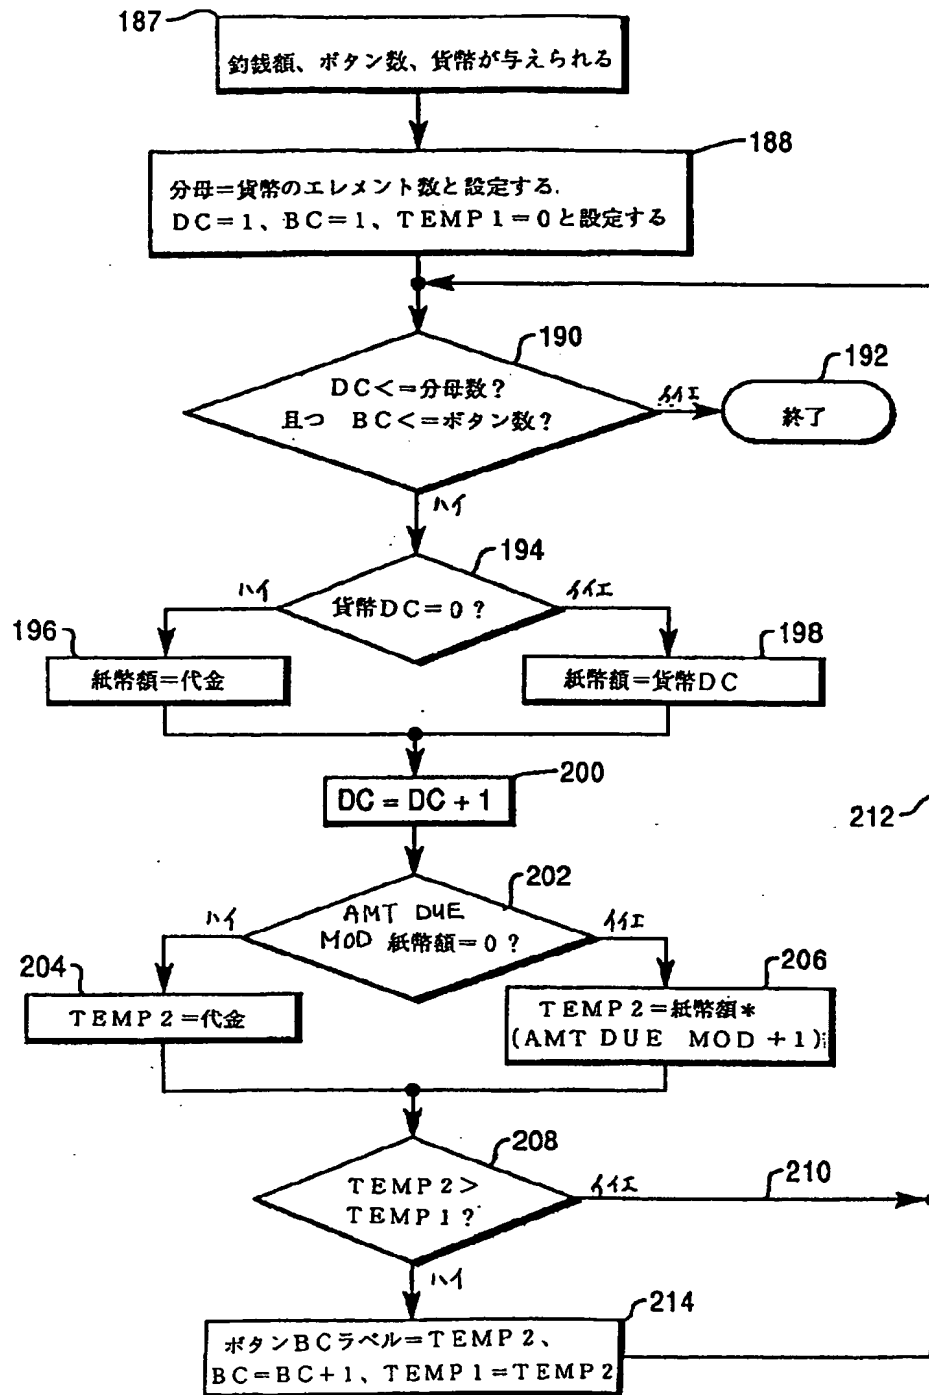 187
釣銭額、ボタン数、貨幣が与えられる
188
分母=貨幣のエレメント数と設定する.
DC=1、BC=1、TEMP1=0と設定する
190
DC<=分母数?
且つ BC<=ボタン数?
イイエ
192
終了
ハイ
194
ハイ
貨幣DC=0?
イイエ
196
紙幣額=代金
198
紙幣額=貨幣DC
200
DC = DC + 1
212
202
ハイ
AMT DUE
MOD 紙幣額=0?
イイエ
204
TEMP2=代金
206
TEMP2=紙幣額*
(AMT DUE MOD+1)
208
TEMP2>
TEMP1?
イイエ
210
ハイ
214
ボタンBCラベル=TEMP2、
BC=BC+1、TEMP1=TEMP2